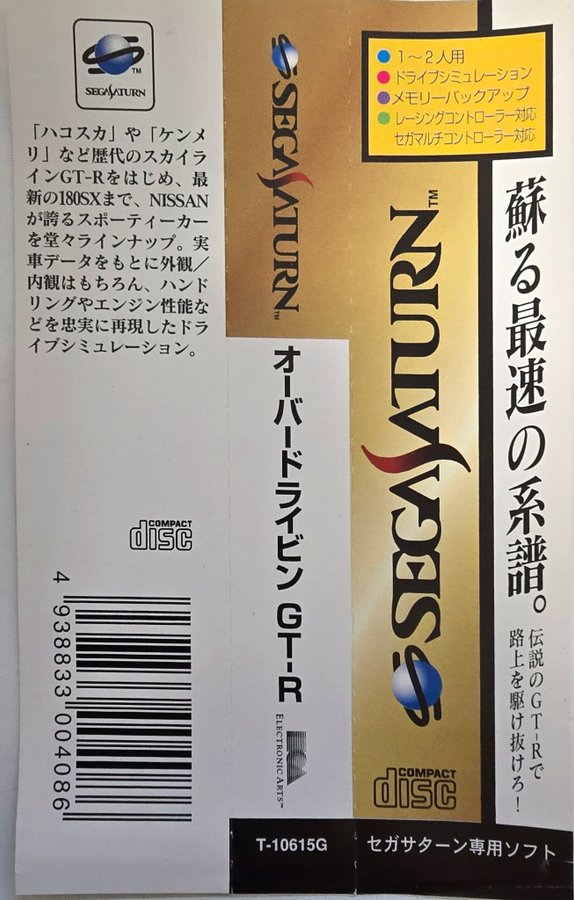 SEGA SATURN
TM
「ハコスカ」や「ケンメ
リ」など歴代のスカイラ
インGT-Rをはじめ、最
新の180SXまで、NISSAN
が誇るスポーティーカー
を堂々ラインナップ。実
車データをもとに外観／
内観はもちろん、ハンド
リングやエンジン性能な
どを忠実に再現したドラ
イブシミュレーション。
COMPACT
disc
4 938833 004086
SEGA SATURN
TM
オーバードライビン GT-R
EA
ELECTRONIC ARTS™
T-10615G
●1～2人用
●ドライブシミュレーション
●メモリーバックアップ
●レーシングコントローラー対応
セガマルチコントローラー対応
SEGA SATURN
TM
COMPACT
disc
セガサターン専用ソフト
蘇る最速の系譜。
伝説のGT-Rで
路上を駆け抜けろ！